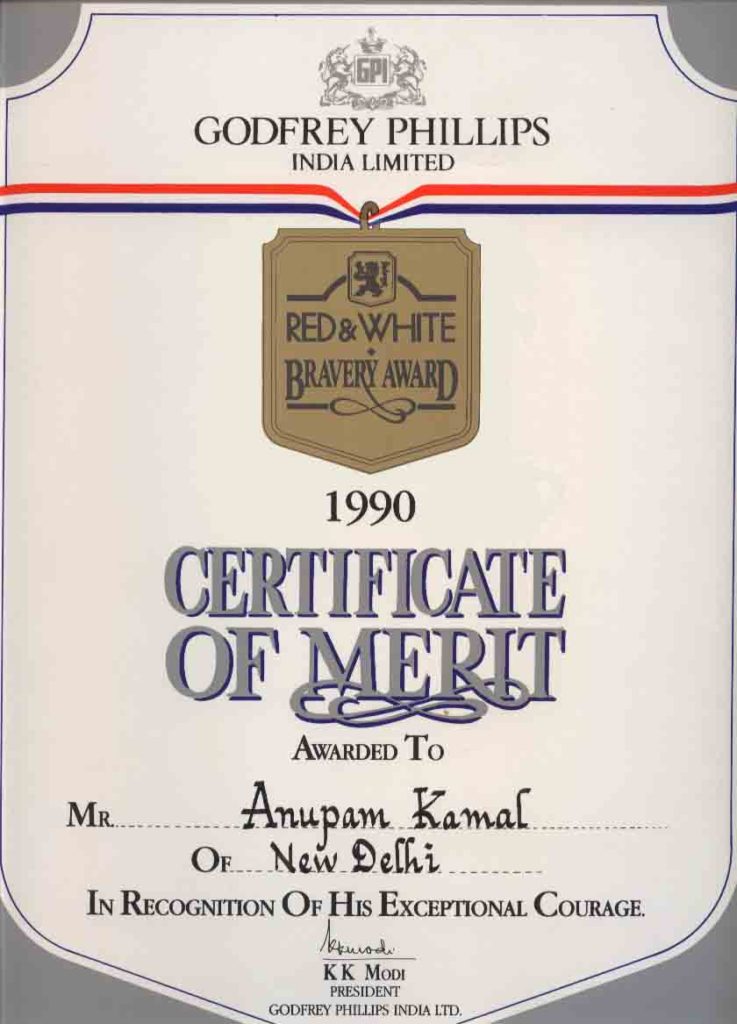 GPI
GODFREY PHILLIPS
INDIA LIMITED
RED & WHITE
BRAVERY AWARD
1990
CERTIFICATE
OF MERIT
AWARDED TO
MR. Anupam Kamal
OF New Delhi
IN RECOGNITION OF HIS EXCEPTIONAL COURAGE.
KKmodi
K K MODI
PRESIDENT
GODFREY PHILLIPS INDIA LTD.